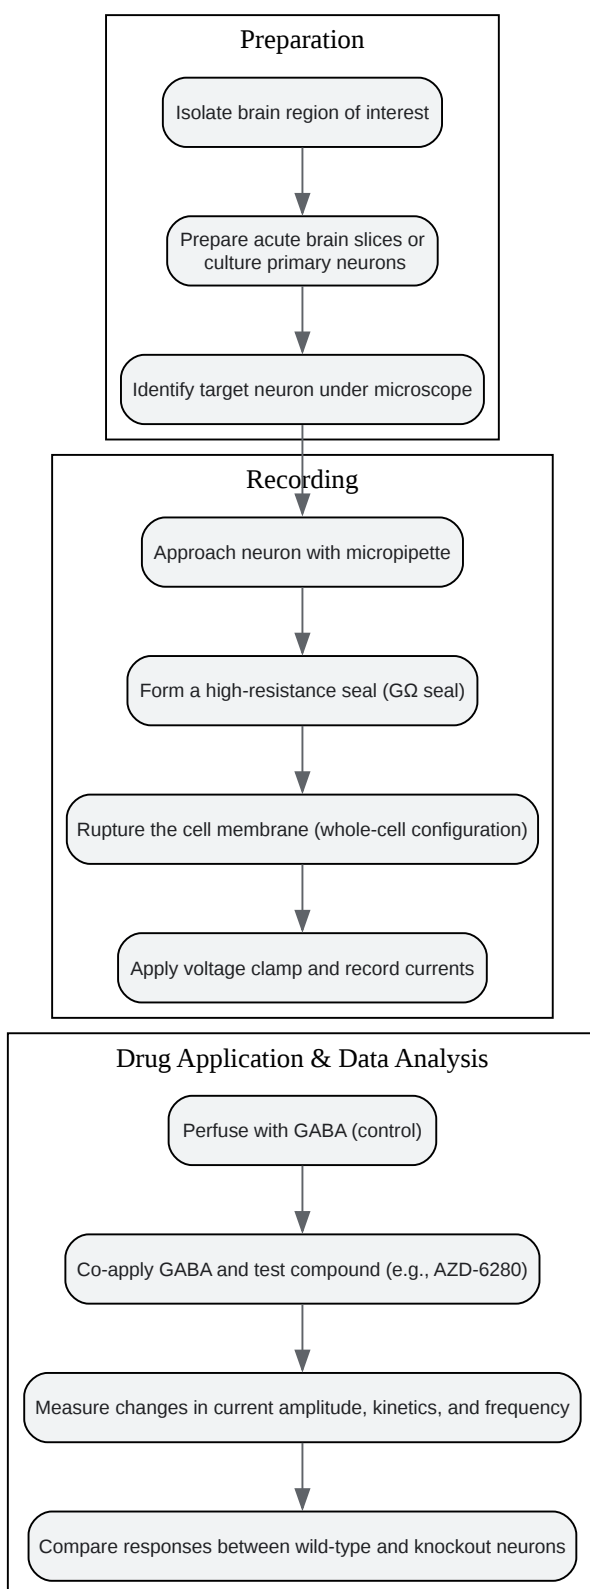 Preparation
Isolate brain region of interest
Prepare acute brain slices or
culture primary neurons
Identify target neuron under microscope
Recording
Approach neuron with micropipette
Form a high-resistance seal (GΩ seal)
Rupture the cell membrane (whole-cell configuration)
Apply voltage clamp and record currents
Drug Application & Data Analysis
Perfuse with GABA (control)
Co-apply GABA and test compound (e.g., AZD-6280)
Measure changes in current amplitude, kinetics, and frequency
Compare responses between wild-type and knockout neurons